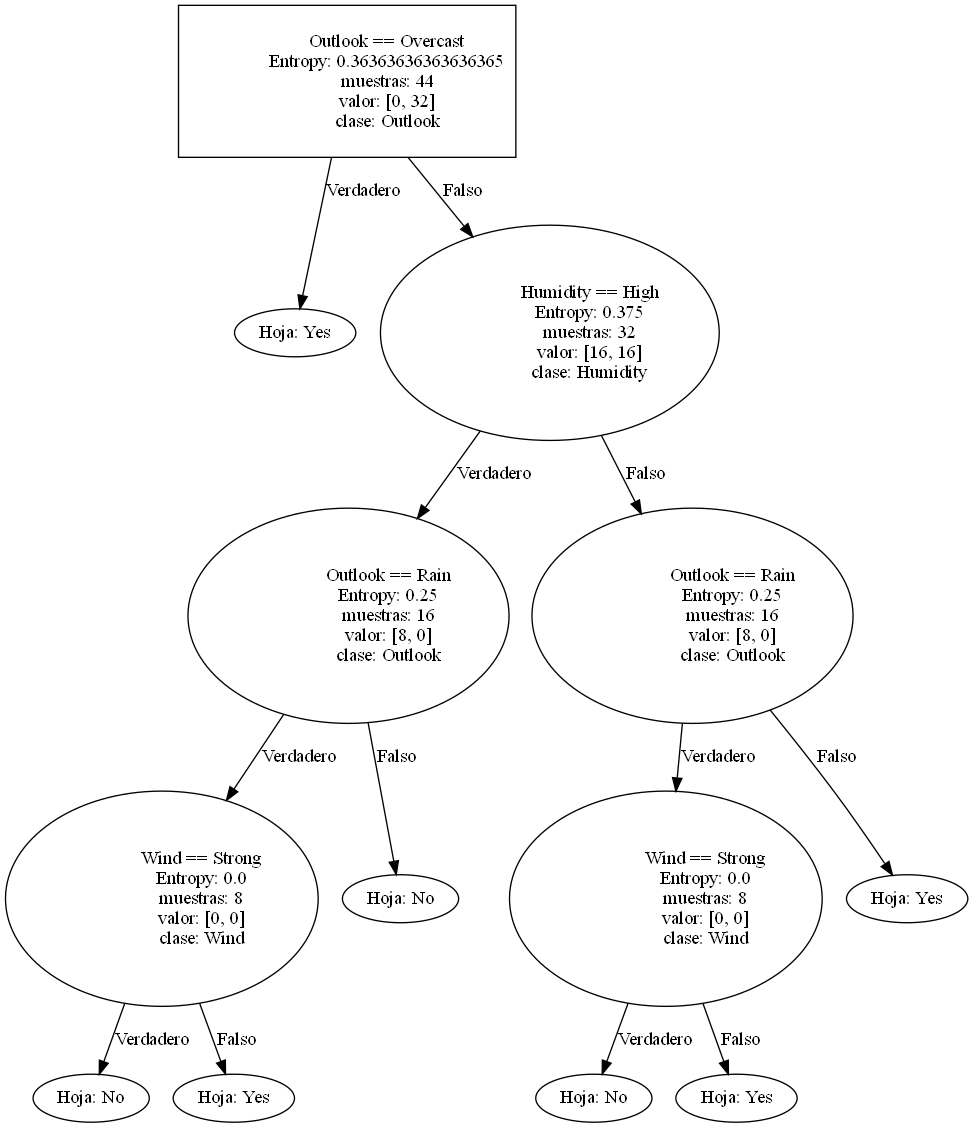 Outlook == Overcast
Entropy: 0.36363636363636365
muestras: 44
valor: [0, 32]
clase: Outlook
Verdadero
Falso
Hoja: Yes
Humidity == High
Entropy: 0.375
muestras: 32
valor: [16, 16]
clase: Humidity
Verdadero
Falso
Outlook == Rain
Entropy: 0.25
muestras: 16
valor: [8, 0]
clase: Outlook
Outlook == Rain
Entropy: 0.25
muestras: 16
valor: [8, 0]
clase: Outlook
Verdadero
Falso
Verdadero
Falso
Wind == Strong
Entropy: 0.0
muestras: 8
valor: [0, 0]
clase: Wind
Hoja: No
Wind == Strong
Entropy: 0.0
muestras: 8
valor: [0, 0]
clase: Wind
Hoja: Yes
Verdadero
Falso
Verdadero
Falso
Hoja: No
Hoja: Yes
Hoja: No
Hoja: Yes